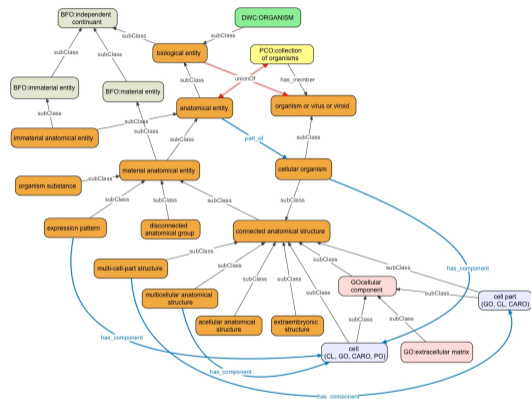 BFO:independent
continuant
DWC:ORGANISM
subClass
subClass
biological entity
PCO:collection
of organisms
subClass
unionOf
has_member
BFO:immaterial entity
BFO:material entity
subClass
anatomical entity
organism or virus or viroid
subClass
subClass
immaterial anatomical entity
part_of
subClass
subClass
subClass
material anatomical entity
cellular organism
organism substance
subClass
subClass
subClass
subClass
subClass
expression pattern
disconnected
anatomical group
connected anatomical structure
subClass
subClass
has_component
multi-cell-part structure
subClass
subClass
GOcellular
component
subClass
multicellular anatomical
structure
subClass
subClass
subClass
cell part
(GO, CL, CARO)
acellular anatomical
structure
extraembryonic
structure
subClass
subClass
has_component
has_component
cell
(CL, GO, CARO, PO)
GO:extracellular matrix
has_component